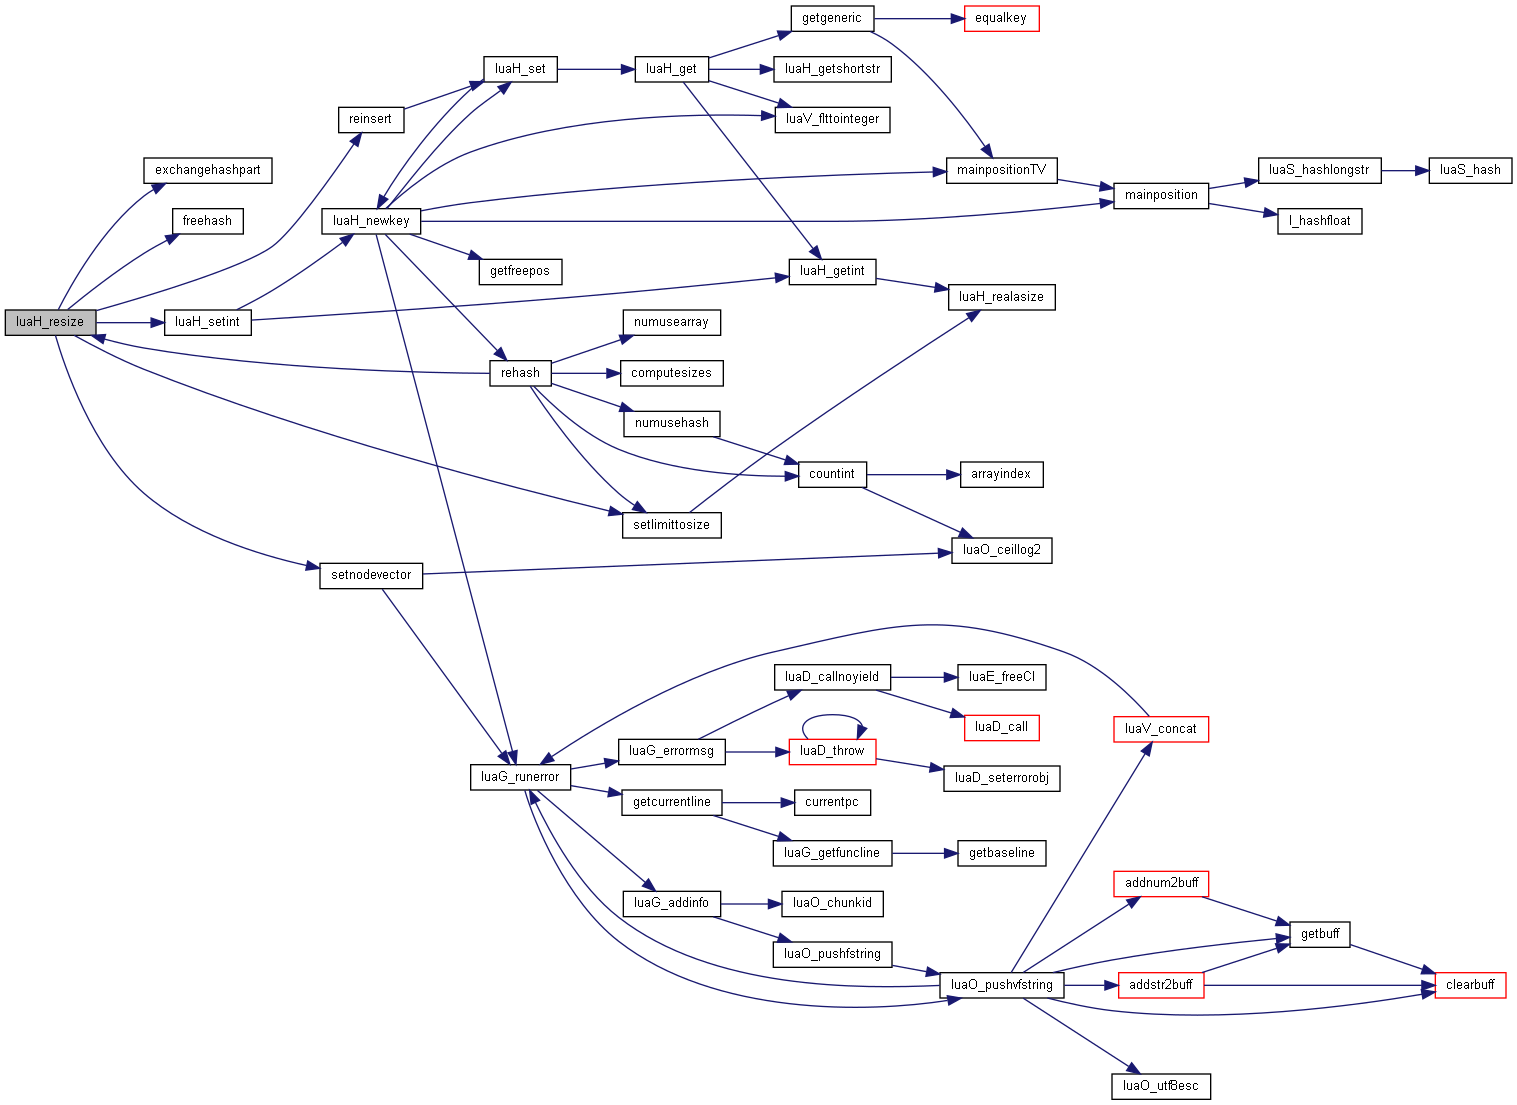 getgeneric
equalkey
luaH_set
luaH_get
luaH_getshortstr
reinsert
luaV_flttointeger
exchangehashpart
mainpositionTV
luaS_hashlongstr
luaS_hash
mainposition
freehash
luaH_newkey
l_hashfloat
getfreepos
luaH_getint
luaH_realasize
luaH_resize
luaH_setint
numusearray
rehash
computesizes
numusehash
countint
arrayindex
setlimittosize
luaO_ceillog2
setnodevector
luaD_callnoyield
luaE_freeCI
luaD_call
luaV_concat
luaG_errormsg
luaD_throw
luaG_runerror
luaD_seterrorobj
getcurrentline
currentpc
luaG_getfuncline
getbaseline
addnum2buff
luaG_addinfo
luaO_chunkid
getbuff
luaO_pushfstring
luaO_pushvfstring
addstr2buff
clearbuff
luaO_utf8esc